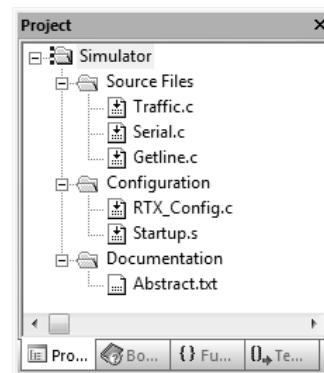 Project
Simulator
Source Files
Traffic.c
Serial.c
Getline.c
Configuration
RTX_Config.c
Startup.s
Documentation
Abstract.txt
Pro... Bo... {} Fu... 0→ Te...